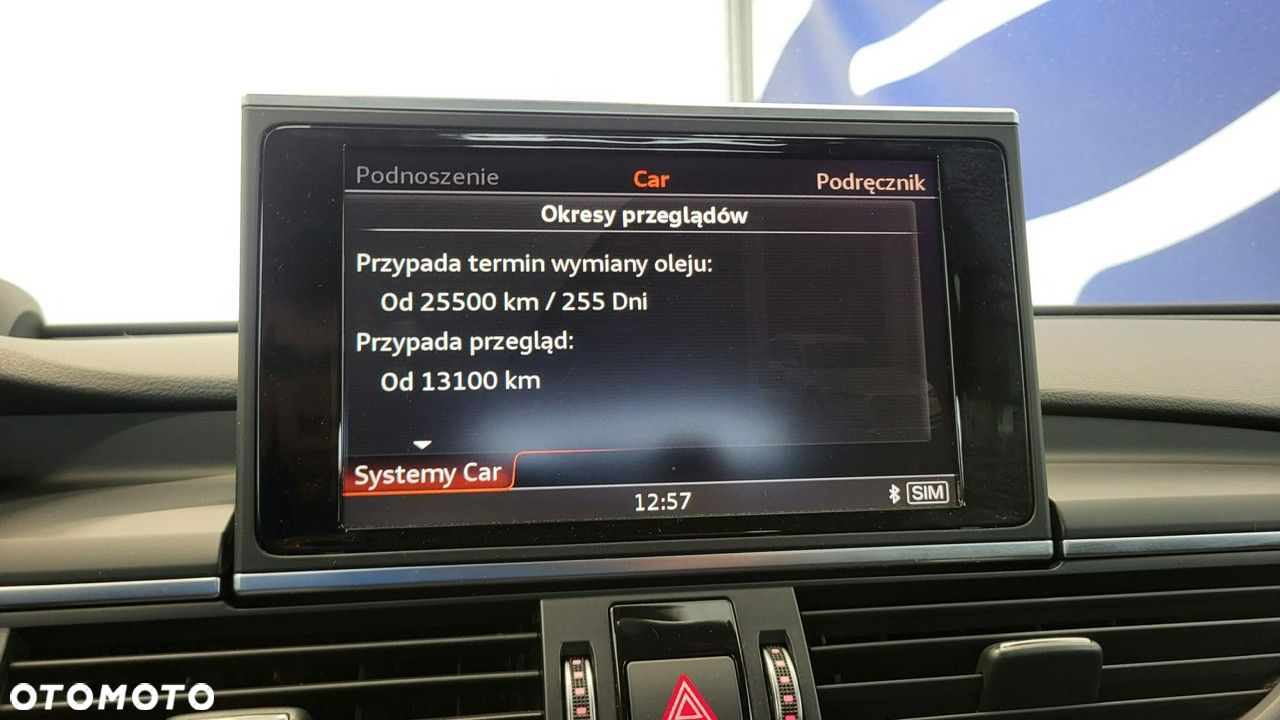 Podnoszenie Car Podręcznik
Okresy przeglądów
Przypada termin wymiany oleju:
Od 25500 km / 255 Dni
Przypada przegląd:
Od 13100 km
Systemy Car
12:57 SIM
OTOMOTO